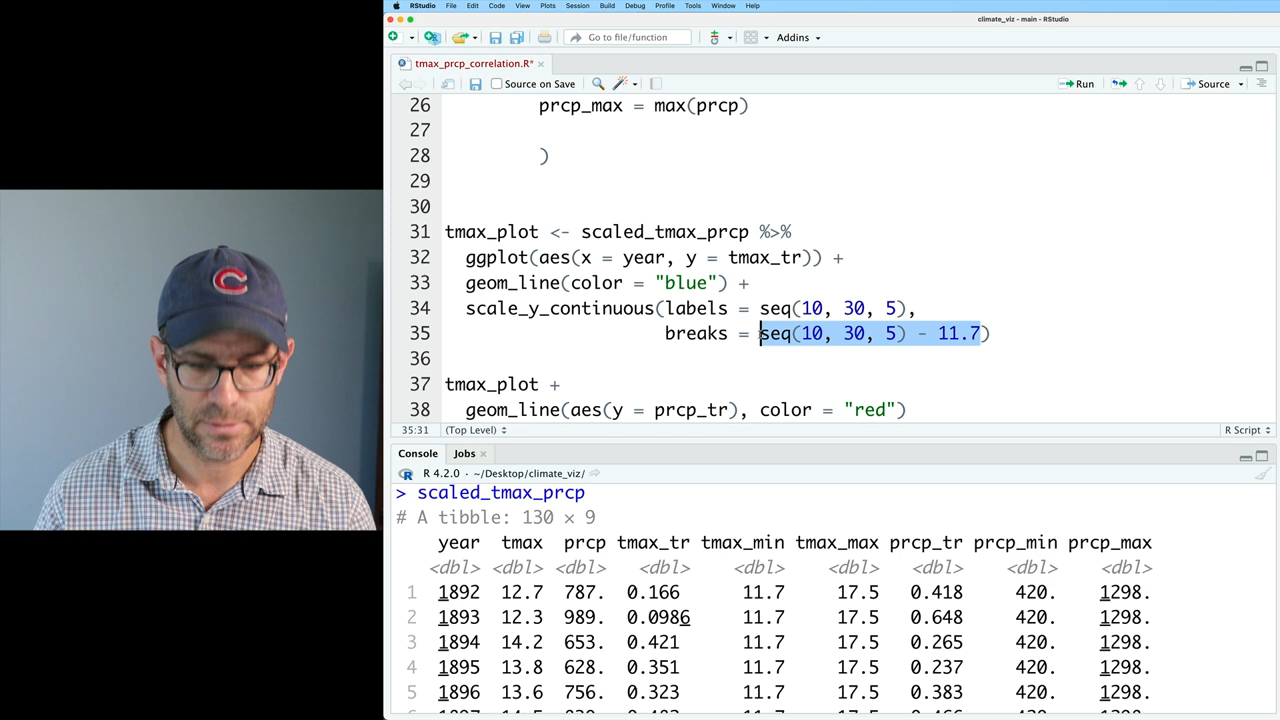 RStudio File Edit Code View Plots Session Build Debug Profile Tools Window Help
climate_viz - main - RStudio
Go to file/function Addins
tmax_prcp_correlation.R*
Source on Save Run Source
26 prcp_max = max(prcp)
27
28 )
29
30
31 tmax_plot <- scaled_tmax_prcp %>%
32 ggplot(aes(x = year, y = tmax_tr)) +
33 geom_line(color = "blue") +
34 scale_y_continuous(labels = seq(10, 30, 5),
35 breaks = seq(10, 30, 5) - 11.7)
36
37 tmax_plot +
38 geom_line(aes(y = prcp_tr), color = "red")
35:31 (Top Level) R Script
Console Jobs
R 4.2.0 · ~/Desktop/climate_viz/
> scaled_tmax_prcp
# A tibble: 130 × 9
year tmax prcp tmax_tr tmax_min tmax_max prcp_tr prcp_min prcp_max
<dbl> <dbl> <dbl> <dbl> <dbl> <dbl> <dbl> <dbl> <dbl>
1 1892 12.7 787. 0.166 11.7 17.5 0.418 420. 1298.
2 1893 12.3 989. 0.0986 11.7 17.5 0.648 420. 1298.
3 1894 14.2 653. 0.421 11.7 17.5 0.265 420. 1298.
4 1895 13.8 628. 0.351 11.7 17.5 0.237 420. 1298.
5 1896 13.6 756. 0.323 11.7 17.5 0.383 420. 1298.
C